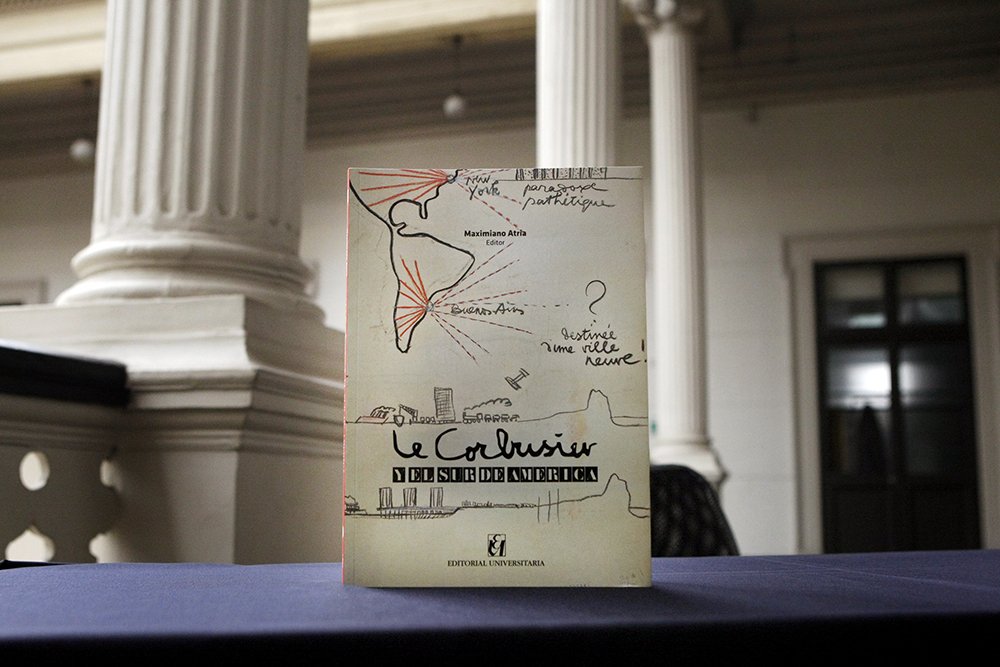 New York
paradoxe pathétique
Maximiano Atria
Editor
Buenos Aires
?
destinée
d'une ville
neuve!
Le Corbusier
Y EL SUR DE AMÉRICA
EDITORIAL UNIVERSITARIA